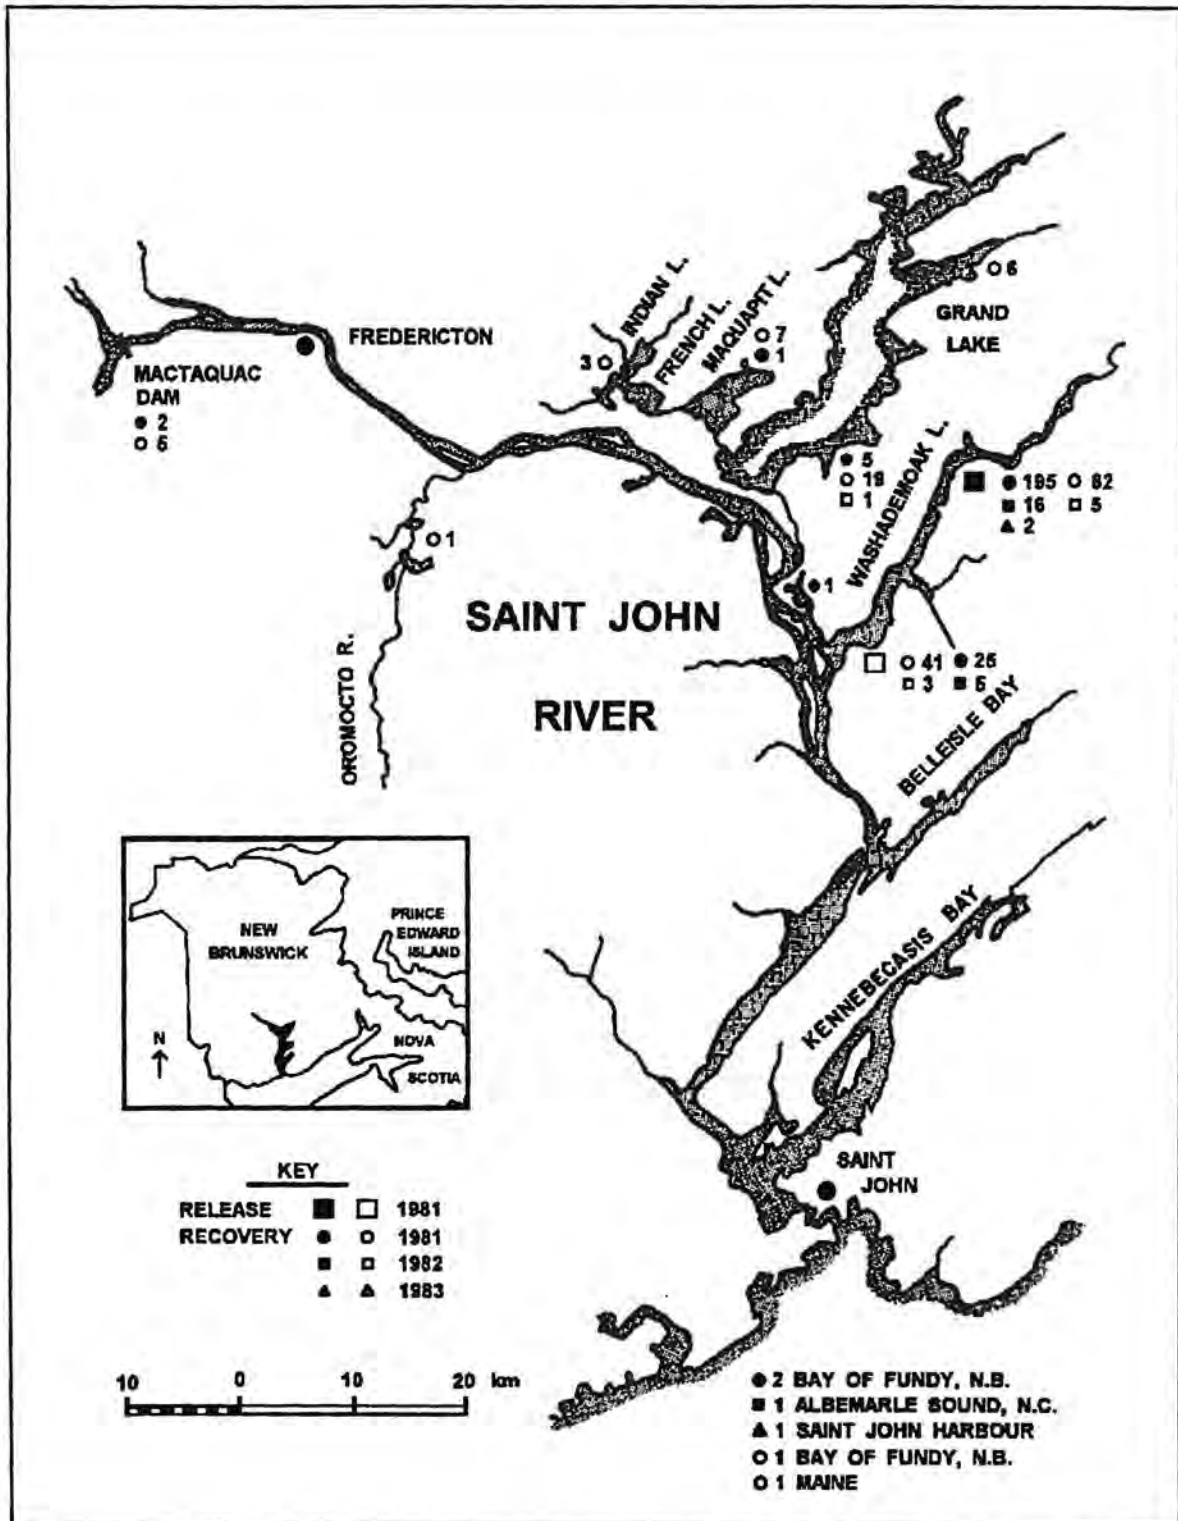 INDIAN L.
FRENCH L.
MAQUAPIT L.
7
1
3
6
GRAND
LAKE
FREDERICTON
MACTAQUAC
DAM
2
6
1
OROMOCTO R.
5
19
1
WASHADEMOAK L.
195 62
16 5
2
1
SAINT JOHN
RIVER
41 25
3 5
BELLEISLE BAY
KENNEBECASIS BAY
NEW
BRUNSWICK
PRINCE
EDWARD
ISLAND
N
NOVA
SCOTIA
SAINT
JOHN
KEY
RELEASE 1981
RECOVERY 1981
1982
1983
10 0 10 20 km
2 BAY OF FUNDY, N.B.
1 ALBEMARLE SOUND, N.C.
1 SAINT JOHN HARBOUR
1 BAY OF FUNDY, N.B.
1 MAINE